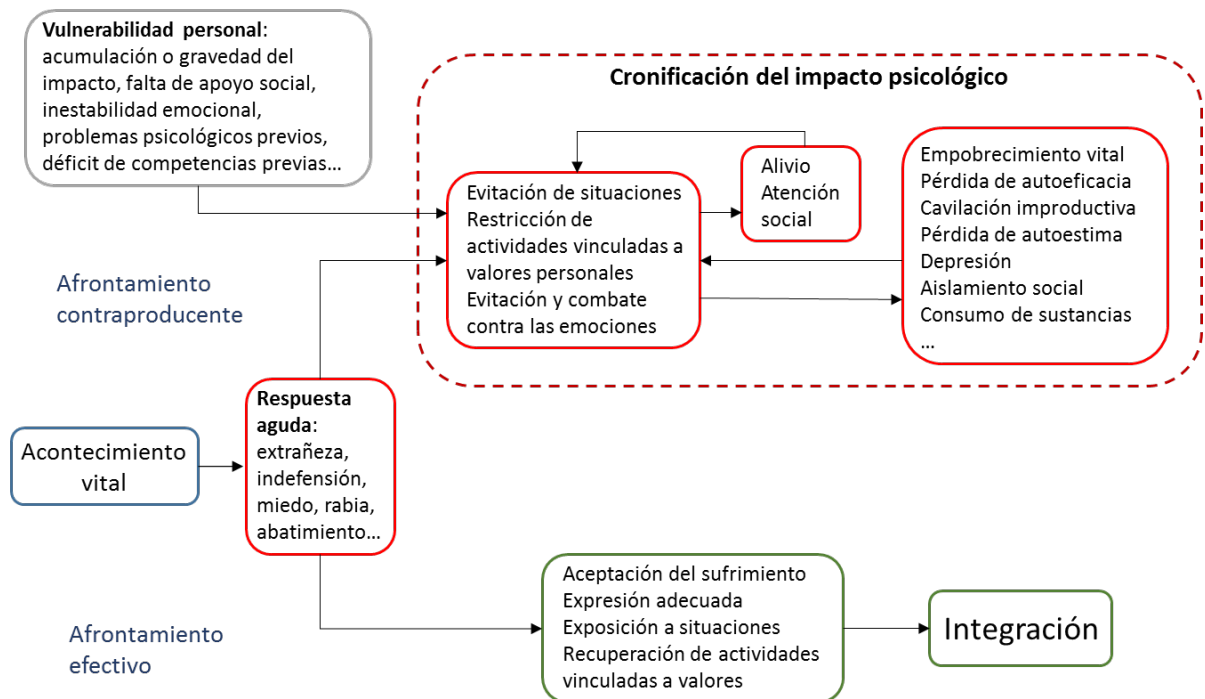 Vulnerabilidad personal:
acumulación o gravedad del
impacto, falta de apoyo social,
inestabilidad emocional,
problemas psicológicos previos,
déficit de competencias previas...
Cronificación del impacto psicológico
Evitación de situaciones
Restricción de
actividades vinculadas a
valores personales
Evitación y combate
contra las emociones
Alivio
Atención
social
Empobrecimiento vital
Pérdida de autoeficacia
Cavilación improductiva
Pérdida de autoestima
Depresión
Aislamiento social
Consumo de sustancias
...
Afrontamiento
contraproducente
Acontecimiento
vital
Respuesta
aguda:
extrañeza,
indefensión,
miedo, rabia,
abatimiento...
Afrontamiento
efectivo
Aceptación del sufrimiento
Expresión adecuada
Exposición a situaciones
Recuperación de actividades
vinculadas a valores
Integración